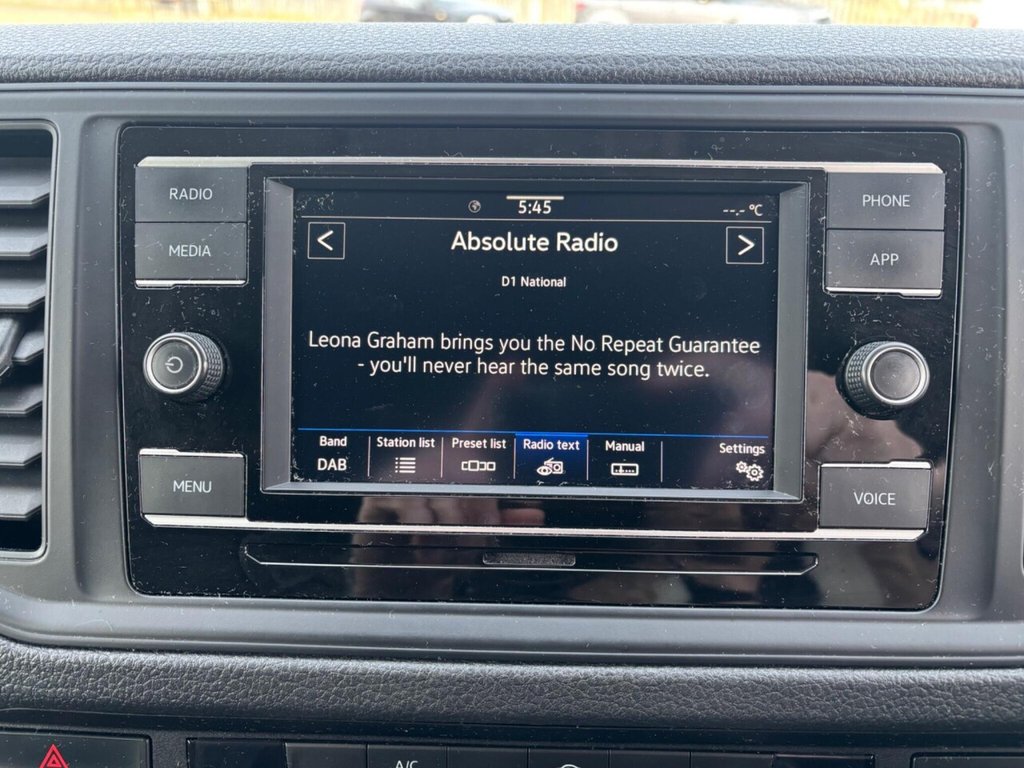 5:45
--.- °C
RADIO
MEDIA
PHONE
APP
<
Absolute Radio
>
D1 National
Leona Graham brings you the No Repeat Guarantee
- you'll never hear the same song twice.
Band
DAB
Station list
Preset list
Radio text
Manual
Settings
MENU
VOICE
A/C